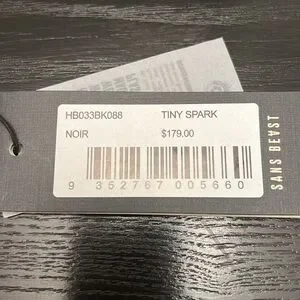 HB033BK088 TINY SPARK
NOIR $179.00
9 352767 005660
SANS BEAST